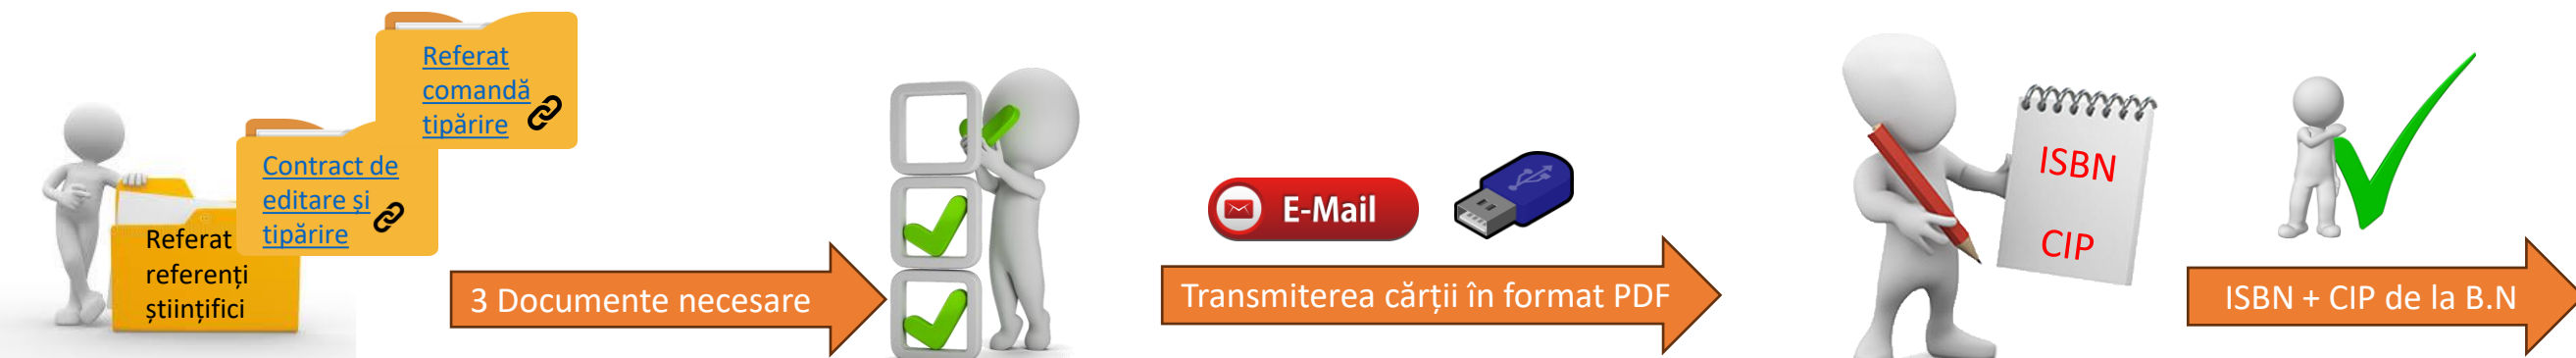 Referat
comandă
tipărire
Contract de
editare și
tipărire
Referat
referenți
științifici
3 Documente necesare
E-Mail
Transmiterea cărții în format PDF
ISBN
CIP
ISBN + CIP de la B.N